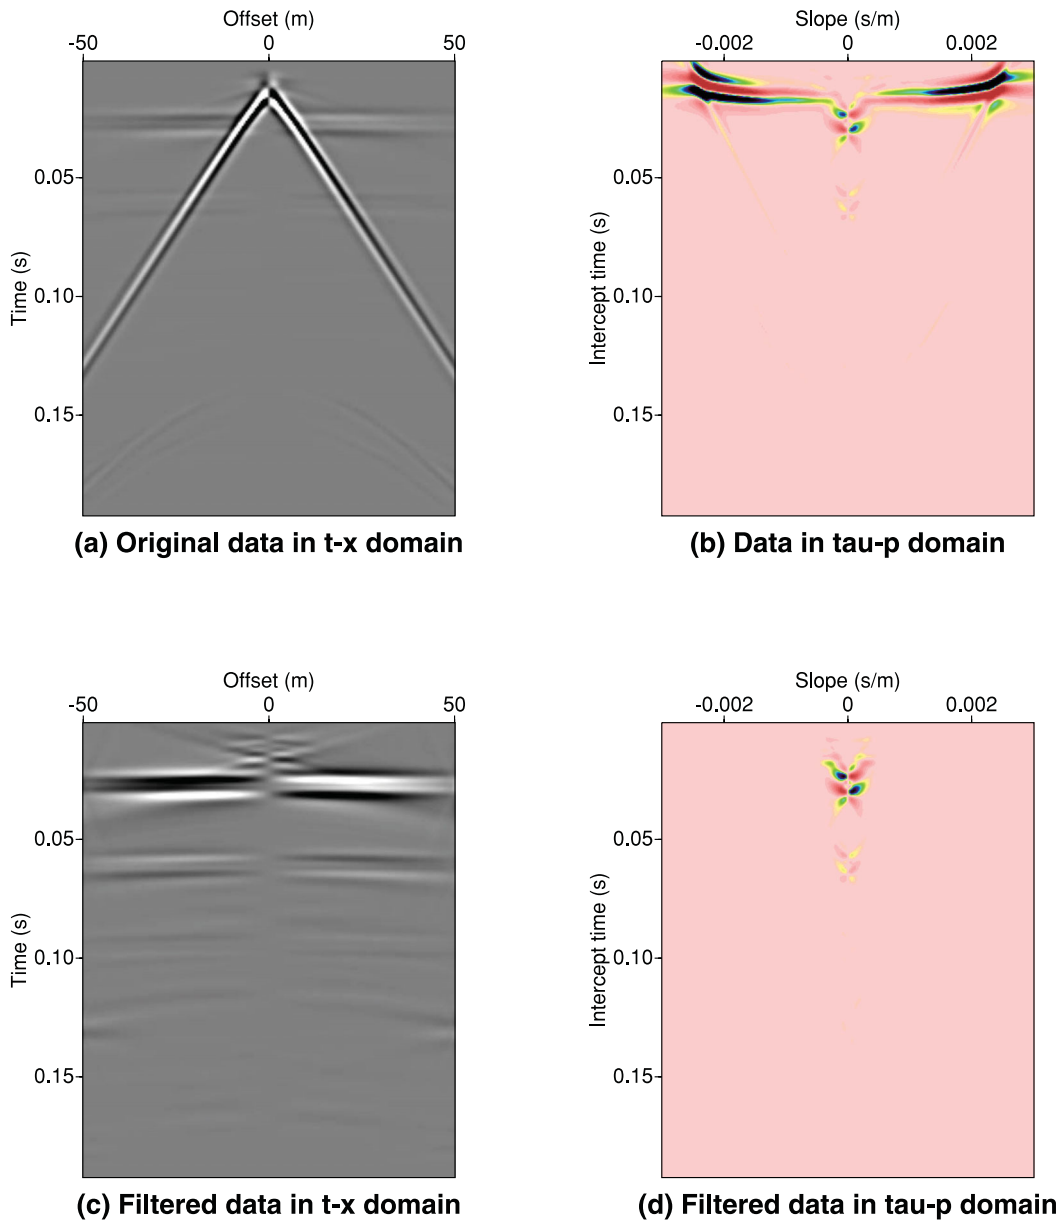 Offset (m)
-50 0 50
Time (s)
0.05
0.10
0.15
(a) Original data in t-x domain
Slope (s/m)
-0.002 0 0.002
Intercept time (s)
0.05
0.10
0.15
(b) Data in tau-p domain
Offset (m)
-50 0 50
Time (s)
0.05
0.10
0.15
(c) Filtered data in t-x domain
Slope (s/m)
-0.002 0 0.002
Intercept time (s)
0.05
0.10
0.15
(d) Filtered data in tau-p domain